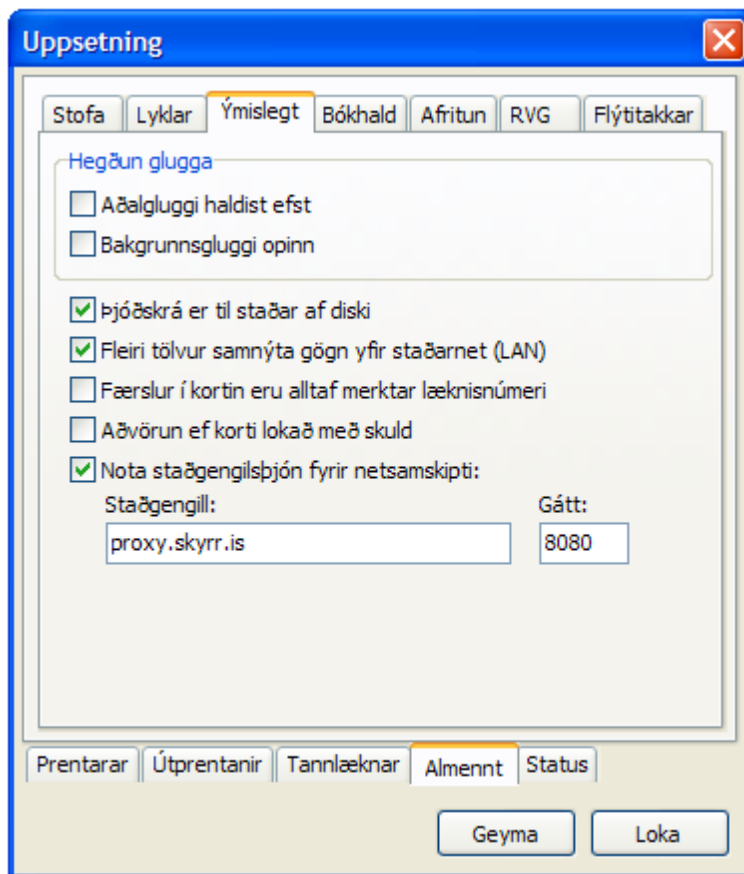 Uppsetning
Stofa Lyklar Ýmislegt Bókhald Afritun RVG Flýtitakkar
Hegðun glugga
Aðalgluggi haldist efst
Bakgrunnsgluggi opinn
Þjóðskrá er til staðar af diski
Fleiri tölvur samnýta gögn yfir staðarnet (LAN)
Færslur í kortin eru alltaf merktar læknisnúmeri
Aðvörun ef korti lokað með skuld
Nota staðgengilsþjón fyrir netsamskipti:
Staðgengill: Gátt:
proxy.skyrr.is 8080
Prentarar Útprentanir Tannlæknar Almennt Status
Geyma Loka